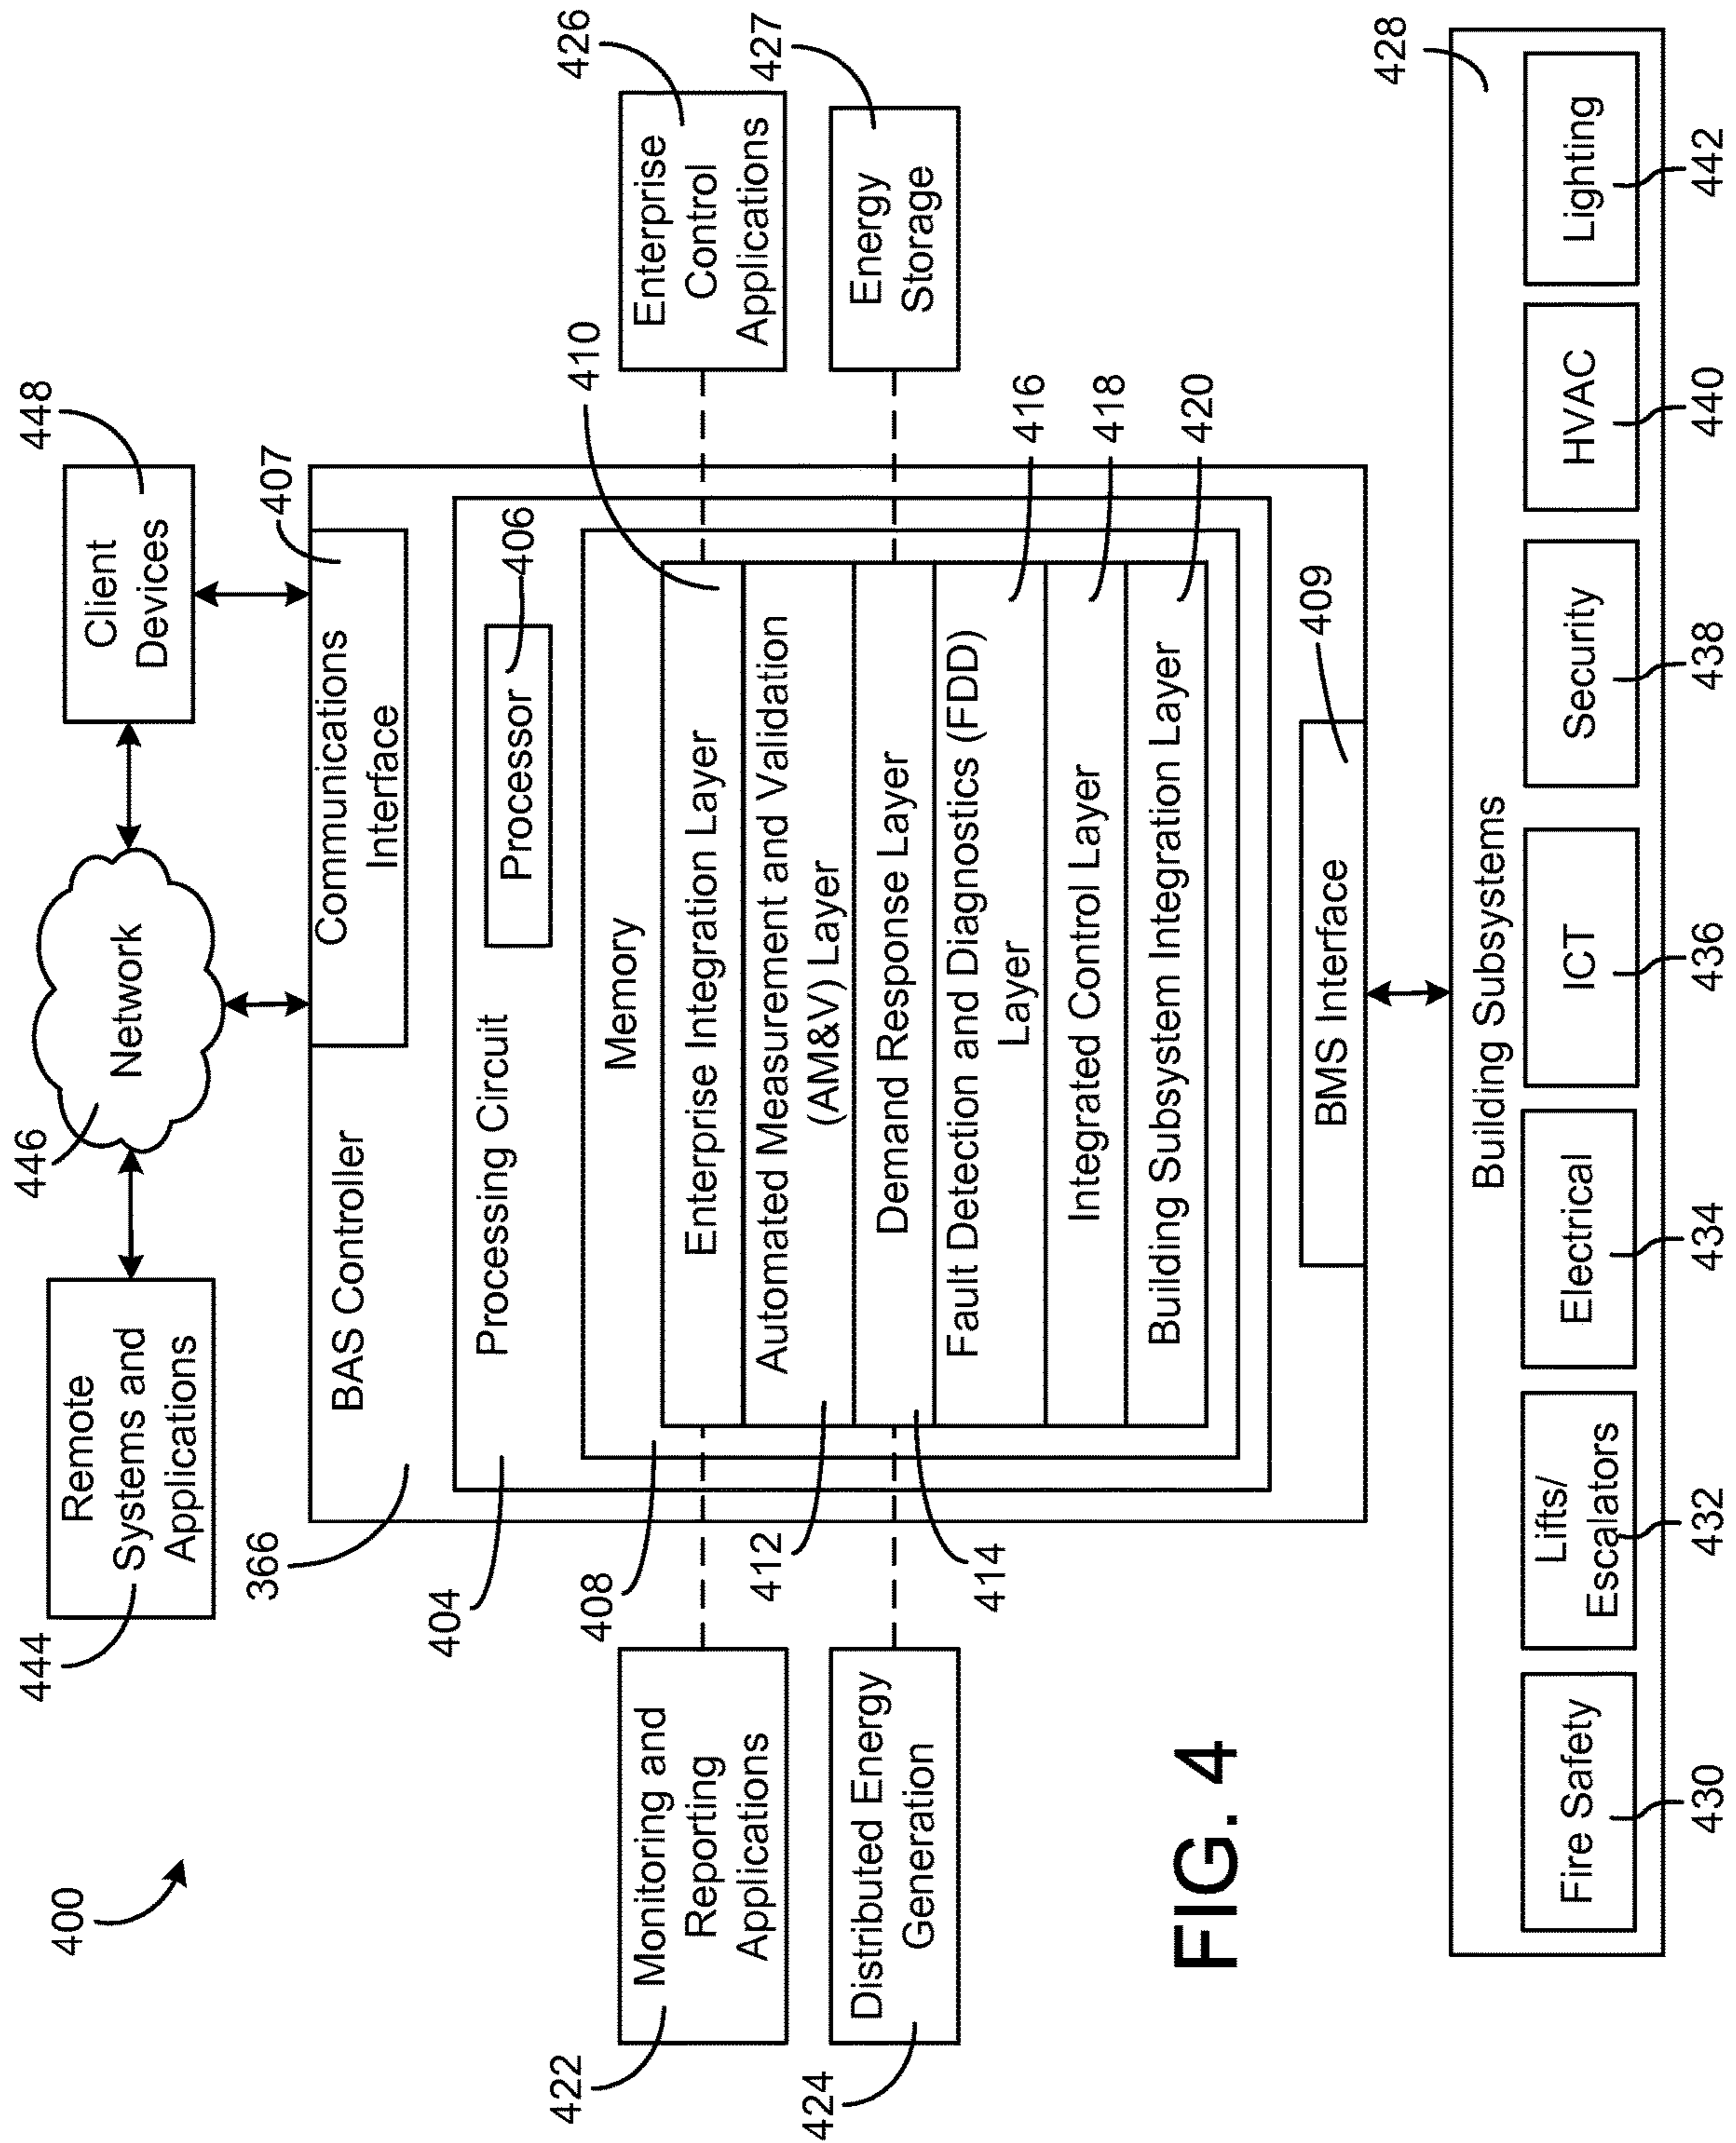 400
444
Remote
Systems and
Applications
446
Network
448
Client
Devices
366
BAS Controller
407
Communications
Interface
404
Processing Circuit
Processor
406
408
Memory
410
Enterprise Integration Layer
412
Automated Measurement and Validation
(AM&V) Layer
414
Demand Response Layer
416
Fault Detection and Diagnostics (FDD)
Layer
418
Integrated Control Layer
420
Building Subsystem Integration Layer
422
Monitoring and
Reporting
Applications
424
Distributed Energy
Generation
426
Enterprise
Control
Applications
427
Energy
Storage
409
BMS Interface
FIG. 4
428
Building Subsystems
Fire Safety
Lifts/
Escalators
Electrical
ICT
Security
HVAC
Lighting
430
432
434
436
438
440
442